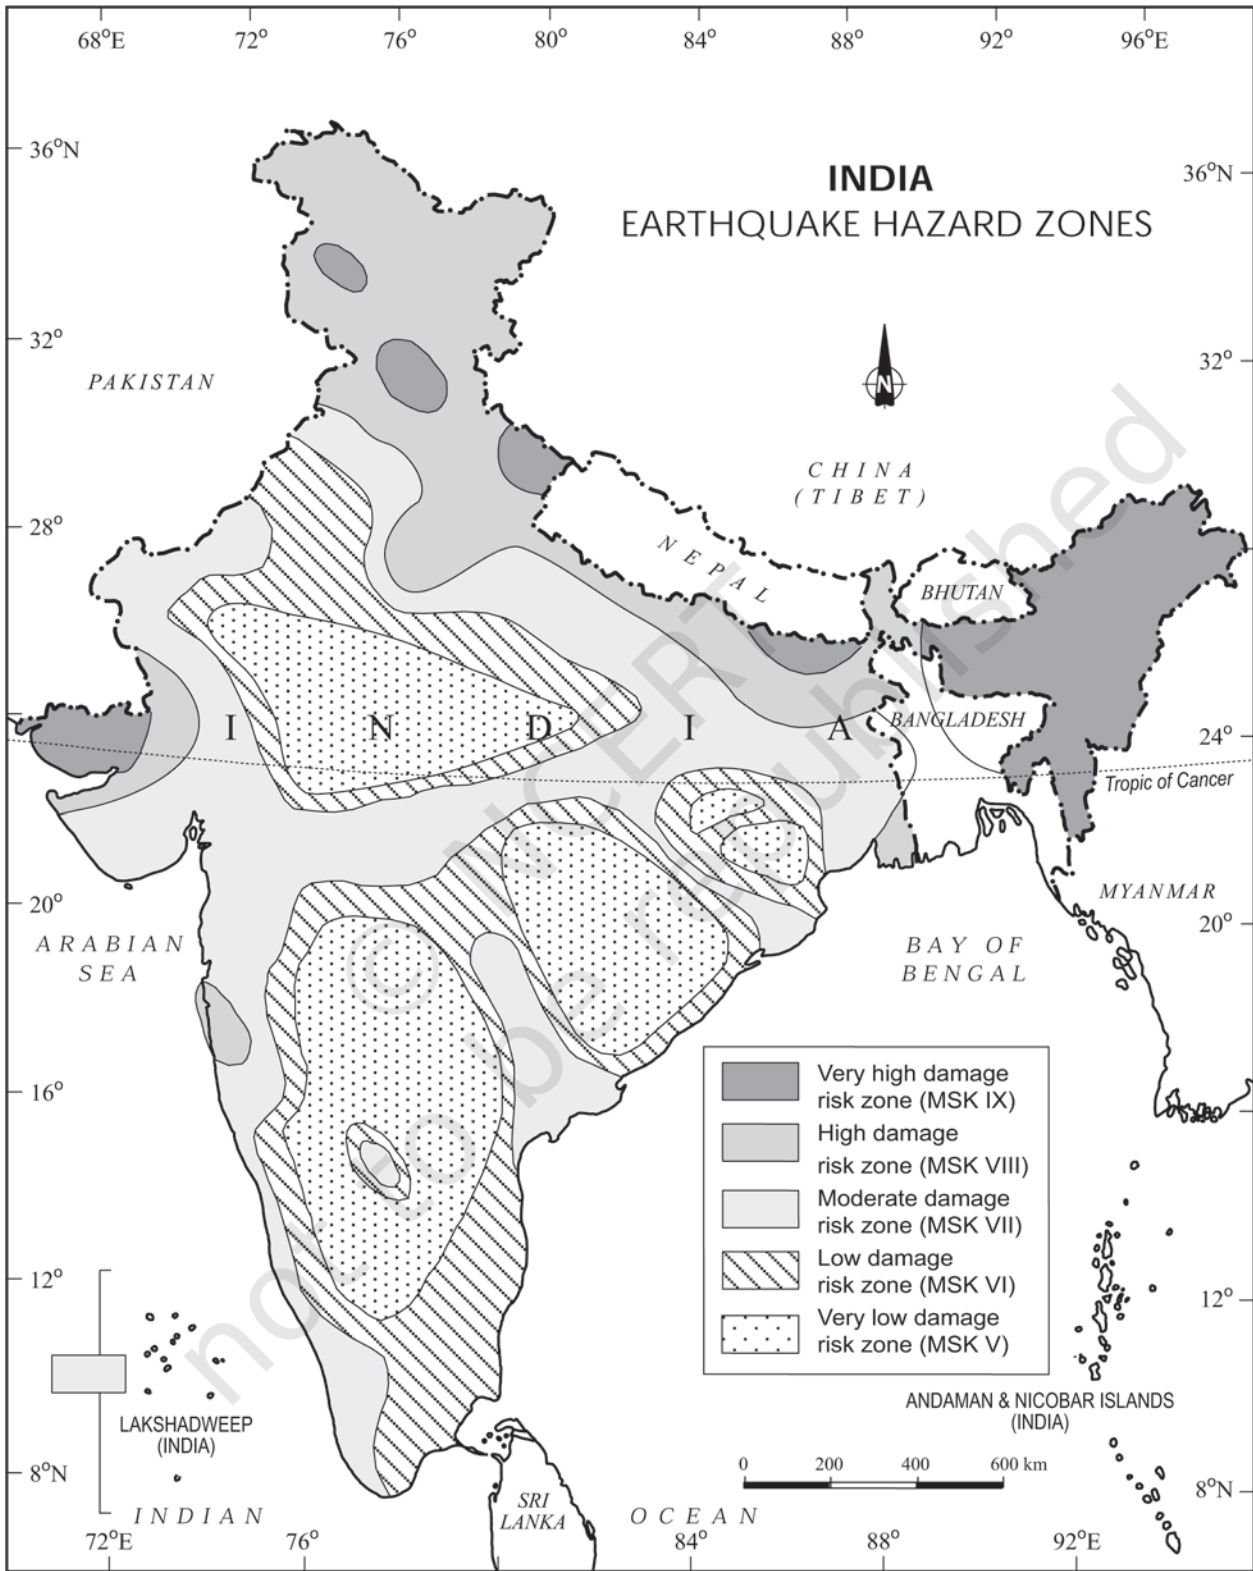 68°E 72° 76° 80° 84° 88° 92° 96°E
36°N
36°N
INDIA
EARTHQUAKE HAZARD ZONES
32°
32°
PAKISTAN
N
CHINA
(TIBET)
28°
NEPAL
BHUTAN
I N D I A
BANGLADESH
24°
Tropic of Cancer
20°
20°
MYANMAR
ARABIAN
SEA
BAY OF
BENGAL
© NCERT
not to be republished
16°
Very high damage
risk zone (MSK IX)
High damage
risk zone (MSK VIII)
Moderate damage
risk zone (MSK VII)
Low damage
risk zone (MSK VI)
Very low damage
risk zone (MSK V)
12°
12°
LAKSHADWEEP
(INDIA)
ANDAMAN & NICOBAR ISLANDS
(INDIA)
0 200 400 600 km
8°N
8°N
SRI
LANKA
INDIAN OCEAN
72°E 76° 84° 88° 92°E